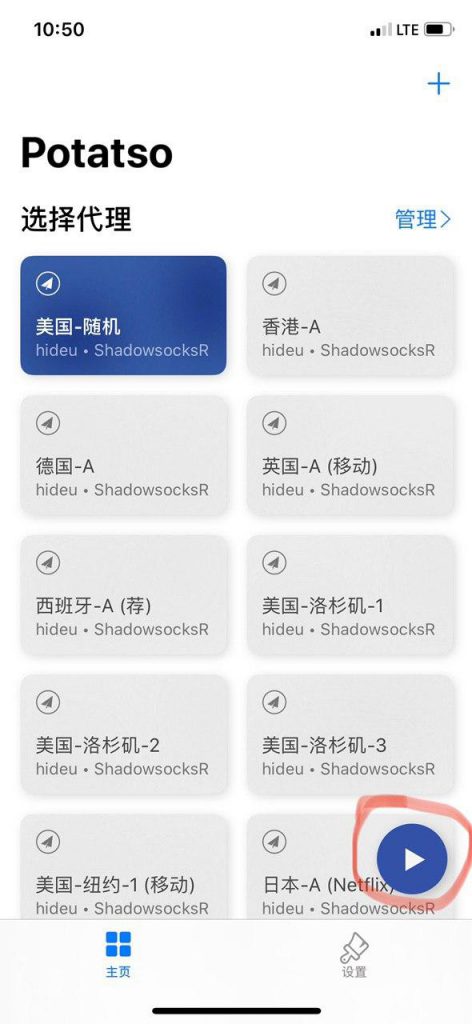 10:50
LTE
Potatso
选择代理
管理
美国-随机
hideu • ShadowsocksR
香港-A
hideu • ShadowsocksR
德国-A
hideu • ShadowsocksR
英国-A (移动)
hideu • ShadowsocksR
西班牙-A (荐)
hideu • ShadowsocksR
美国-洛杉矶-1
hideu • ShadowsocksR
美国-洛杉矶-2
hideu • ShadowsocksR
美国-洛杉矶-3
hideu • ShadowsocksR
美国-纽约-1 (移动)
hideu • ShadowsocksR
日本-A (Netflix)
hideu • ShadowsocksR
主页
设置